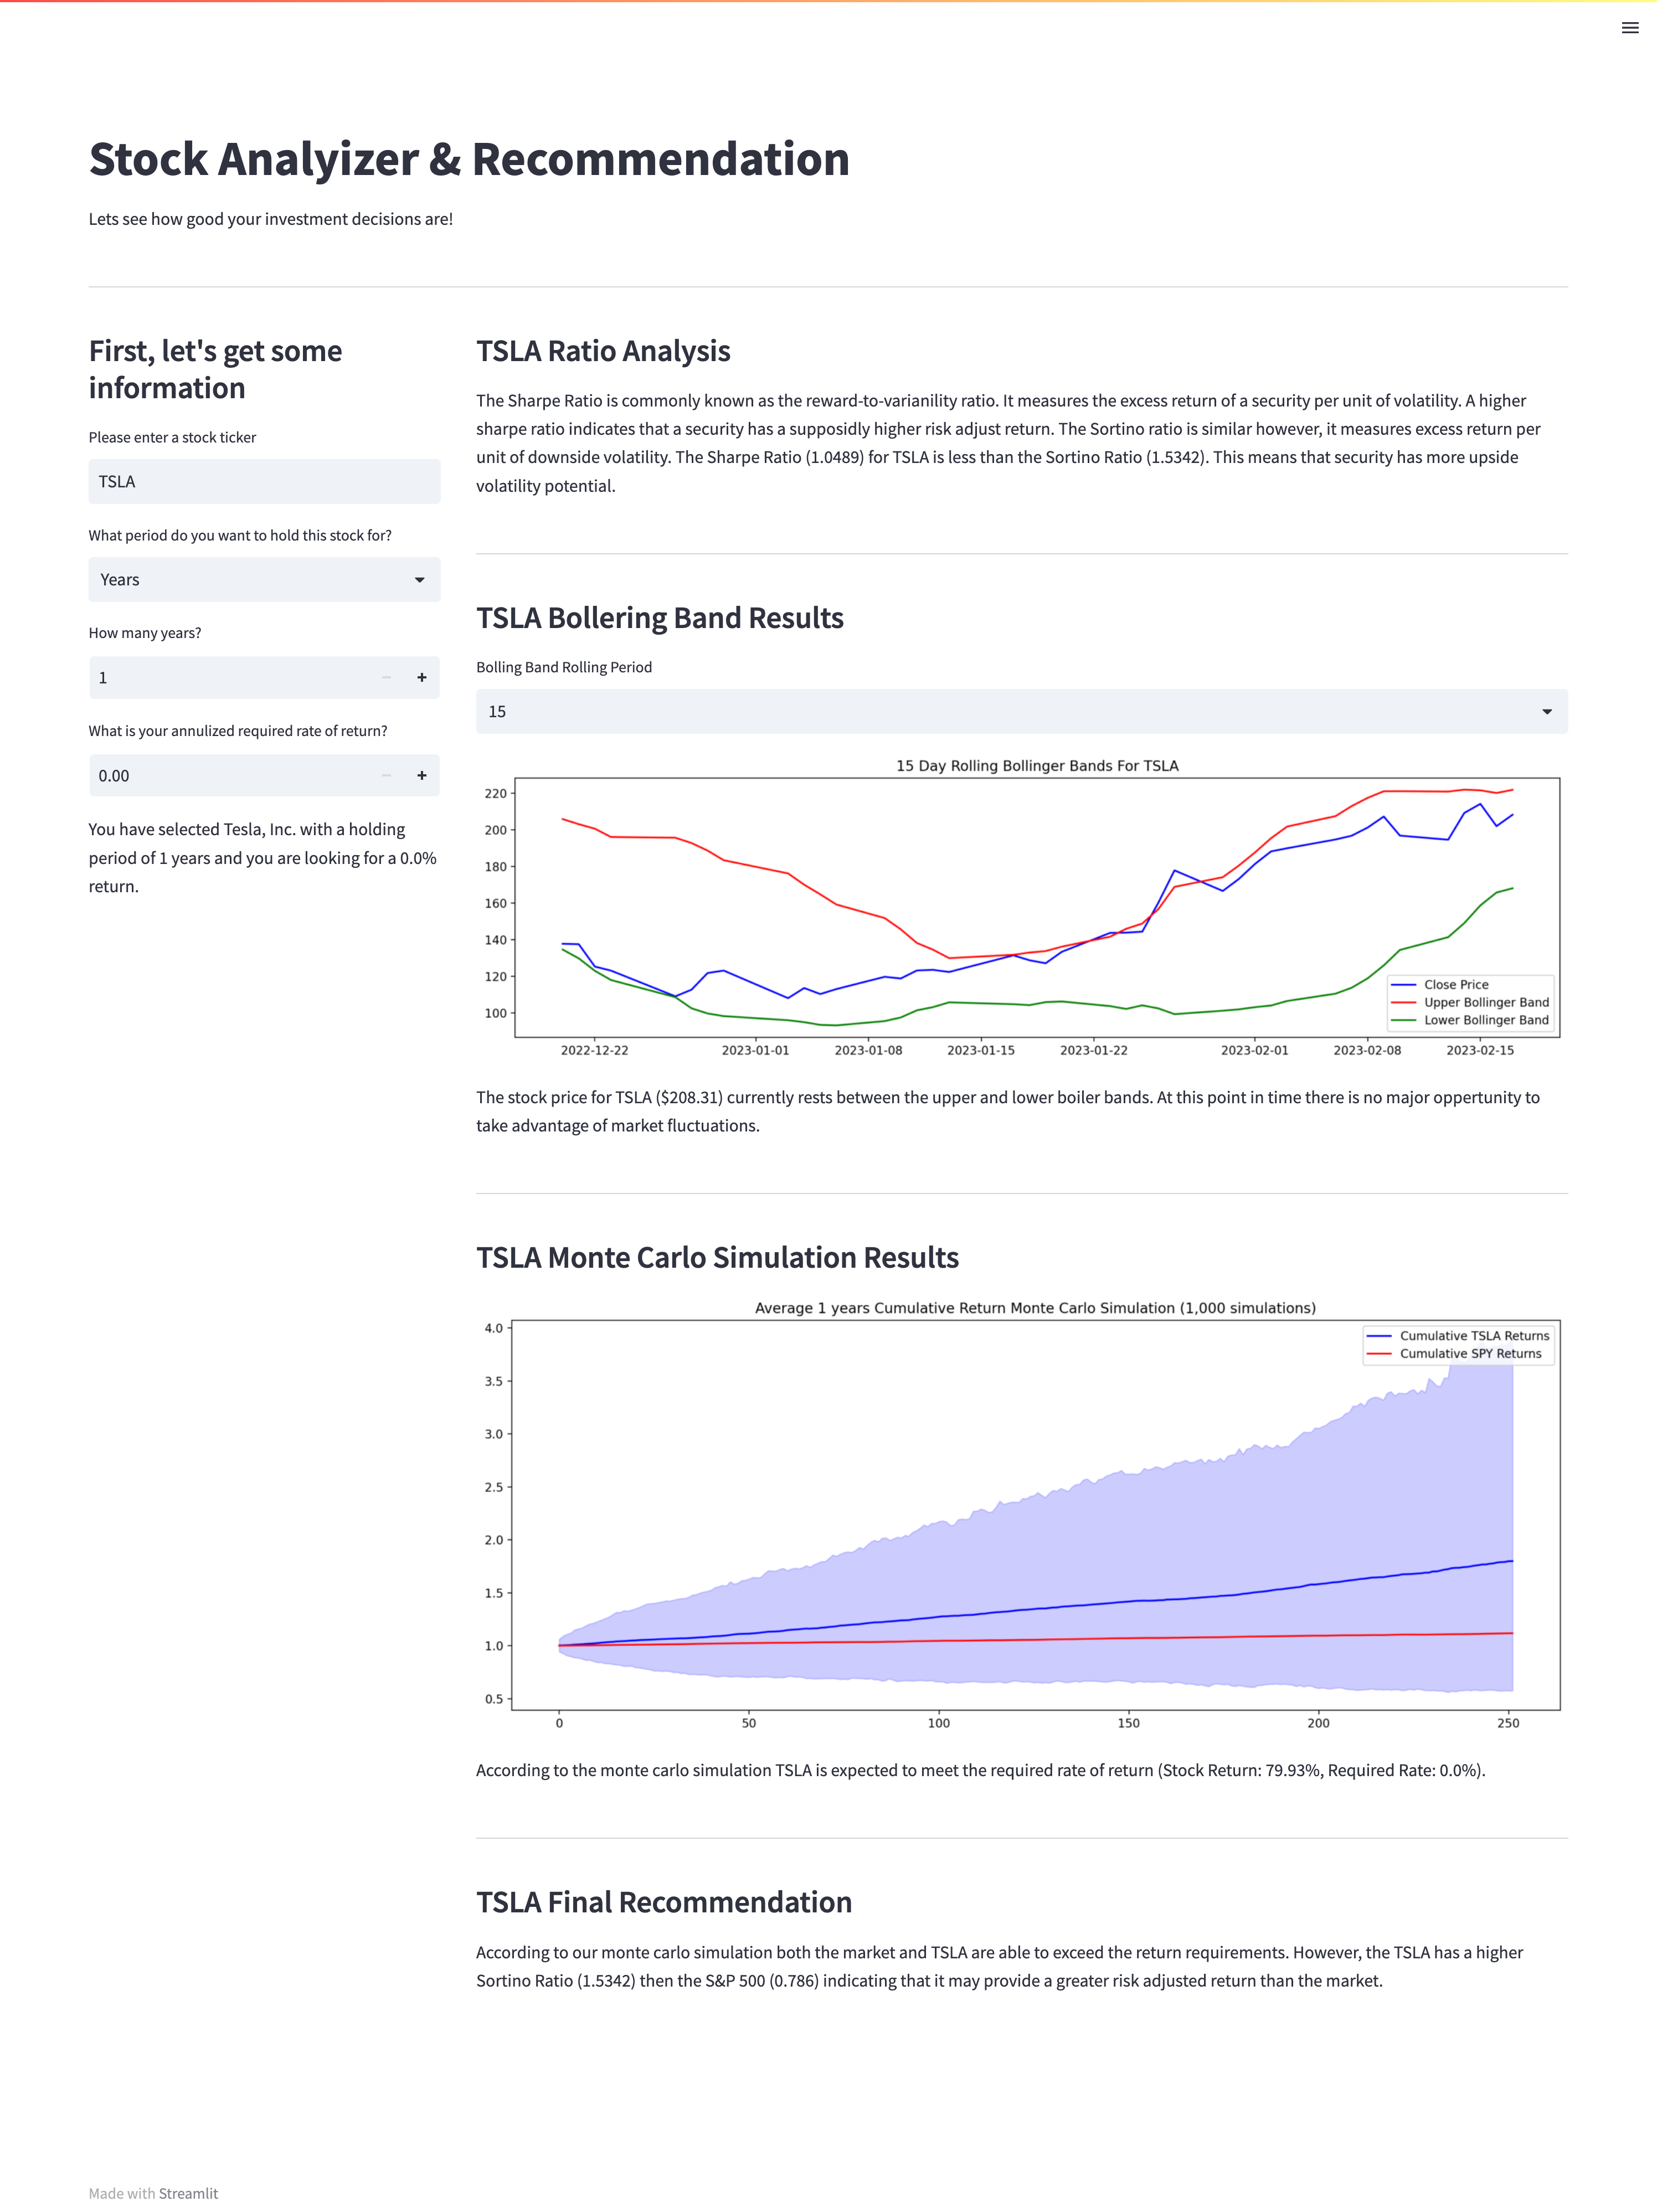 Stock Analyizer & Recommendation
Lets see how good your investment decisions are!
First, let's get some
information
Please enter a stock ticker
TSLA
What period do you want to hold this stock for?
Years
How many years?
1
What is your annulized required rate of return?
0.00
You have selected Tesla, Inc. with a holding
period of 1 years and you are looking for a 0.0%
return.
TSLA Ratio Analysis
The Sharpe Ratio is commonly known as the reward-to-varianility ratio. It measures the excess return of a security per unit of volatility. A higher
sharpe ratio indicates that a security has a supposidly higher risk adjust return. The Sortino ratio is similar however, it measures excess return per
unit of downside volatility. The Sharpe Ratio (1.0489) for TSLA is less than the Sortino Ratio (1.5342). This means that security has more upside
volatility potential.
TSLA Bollering Band Results
Bolling Band Rolling Period
15
15 Day Rolling Bollinger Bands For TSLA
220
200
180
160
140
120
100
Close Price
Upper Bollinger Band
Lower Bollinger Band
2022-12-22 2023-01-01 2023-01-08 2023-01-15 2023-01-22 2023-02-01 2023-02-08 2023-02-15
The stock price for TSLA ($208.31) currently rests between the upper and lower boiler bands. At this point in time there is no major oppertunity to
take advantage of market fluctuations.
TSLA Monte Carlo Simulation Results
Average 1 years Cumulative Return Monte Carlo Simulation (1,000 simulations)
4.0
3.5
3.0
2.5
2.0
1.5
1.0
0.5
Cumulative TSLA Returns
Cumulative SPY Returns
0 50 100 150 200 250
According to the monte carlo simulation TSLA is expected to meet the required rate of return (Stock Return: 79.93%, Required Rate: 0.0%).
TSLA Final Recommendation
According to our monte carlo simulation both the market and TSLA are able to exceed the return requirements. However, the TSLA has a higher
Sortino Ratio (1.5342) then the S&P 500 (0.786) indicating that it may provide a greater risk adjusted return than the market.
Made with Streamlit